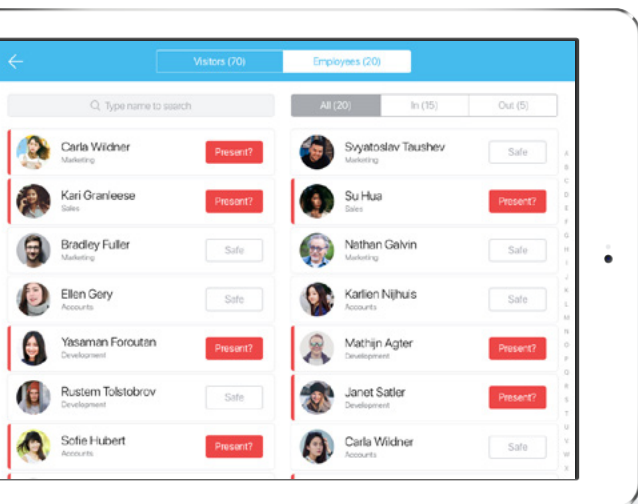 Visitors (70)
Employees (20)
Type name to search
All (20)
In (15)
Out (5)
Carla Wildner
Marketing
Present?
Kari Granleese
Sales
Present?
Bradley Fuller
Marketing
Safe
Ellen Gery
Accounts
Safe
Yasaman Foroutan
Development
Present?
Rustem Tolstobrov
Development
Safe
Sofie Hubert
Accounts
Present?
Svyatoslav Taushev
Marketing
Safe
Su Hua
Sales
Present?
Nathan Galvin
Marketing
Safe
Karlien Nijhuis
Accounts
Safe
Mathijn Agter
Development
Present?
Janet Satler
Development
Present?
Carla Wildner
Accounts
Safe
A
B
C
D
E
F
G
H
I
J
K
L
M
N
O
P
Q
R
S
T
U
V
W
X